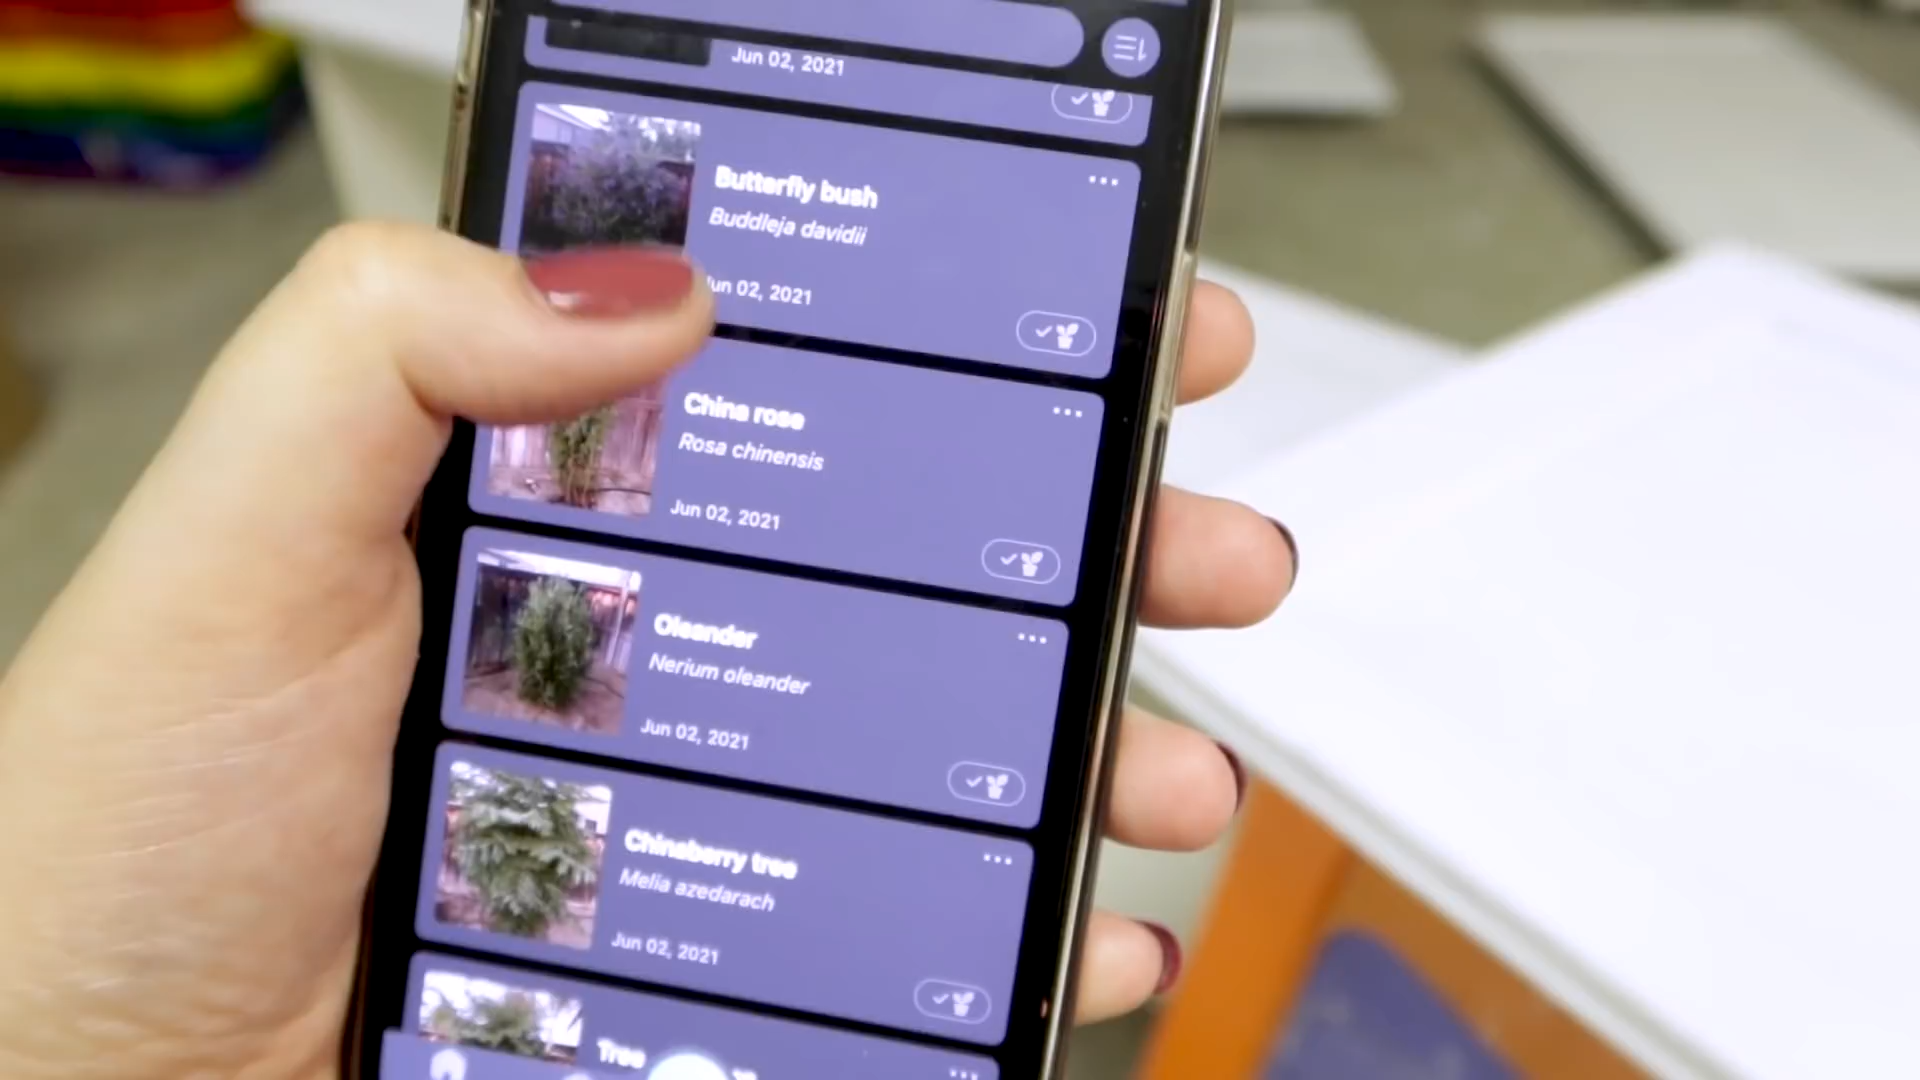 Jun 02, 2021
Butterfly bush
Buddleja davidii
Jun 02, 2021
China rose
Rosa chinensis
Jun 02, 2021
Oleander
Nerium oleander
Jun 02, 2021
Chinaberry tree
Melia azedarach
Jun 02, 2021
Tree